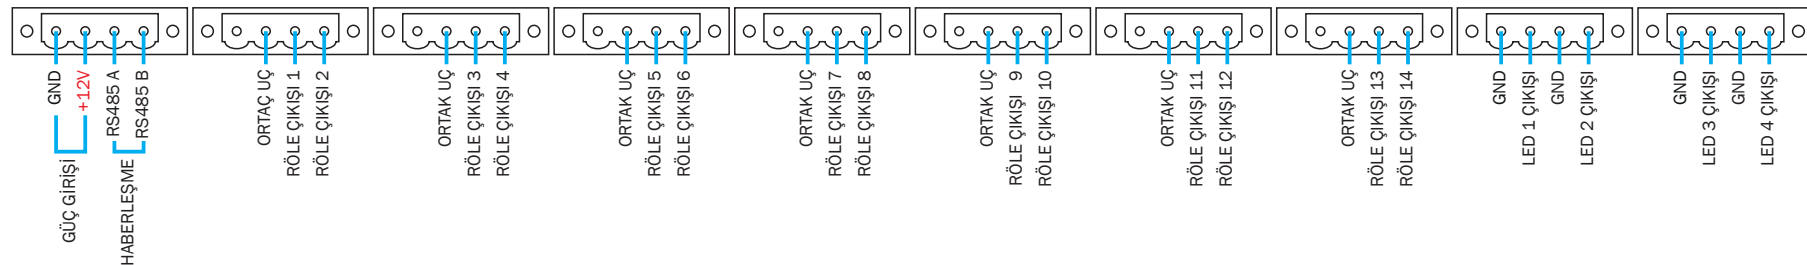 GND
+12V
RS485 A
RS485 B
GÜÇ GİRİŞİ
HABERLEŞME
ORTAÇ UÇ
RÖLE ÇIKIŞI 1
RÖLE ÇIKIŞI 2
ORTAK UÇ
RÖLE ÇIKIŞI 3
RÖLE ÇIKIŞI 4
ORTAK UÇ
RÖLE ÇIKIŞI 5
RÖLE ÇIKIŞI 6
ORTAK UÇ
RÖLE ÇIKIŞI 7
RÖLE ÇIKIŞI 8
ORTAK UÇ
RÖLE ÇIKIŞI 9
RÖLE ÇIKIŞI 10
ORTAK UÇ
RÖLE ÇIKIŞI 11
RÖLE ÇIKIŞI 12
ORTAK UÇ
RÖLE ÇIKIŞI 13
RÖLE ÇIKIŞI 14
GND
LED 1 ÇIKIŞI
GND
LED 2 ÇIKIŞI
GND
LED 3 ÇIKIŞI
GND
LED 4 ÇIKIŞI